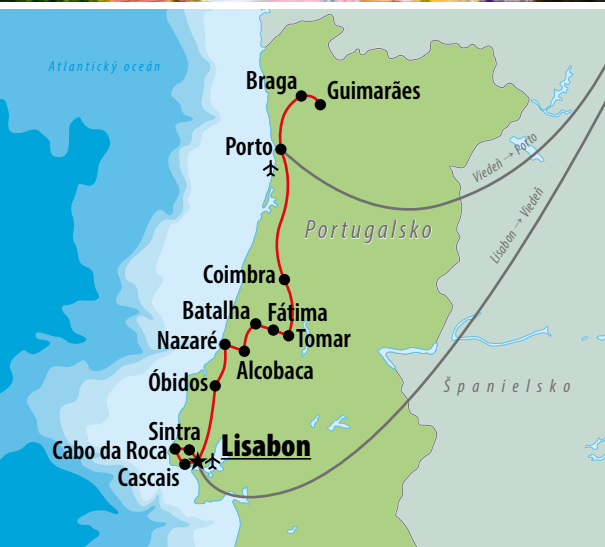 Atlantický oceán
Braga
Guimarães
Porto
Viedeň → Porto
Lisabon → Viedeň
Portugalsko
Coimbra
Batalha
Fátima
Nazaré
Tomar
Alcobaca
Óbidos
Španielsko
Sintra
Lisabon
Cabo da Roca
Cascais